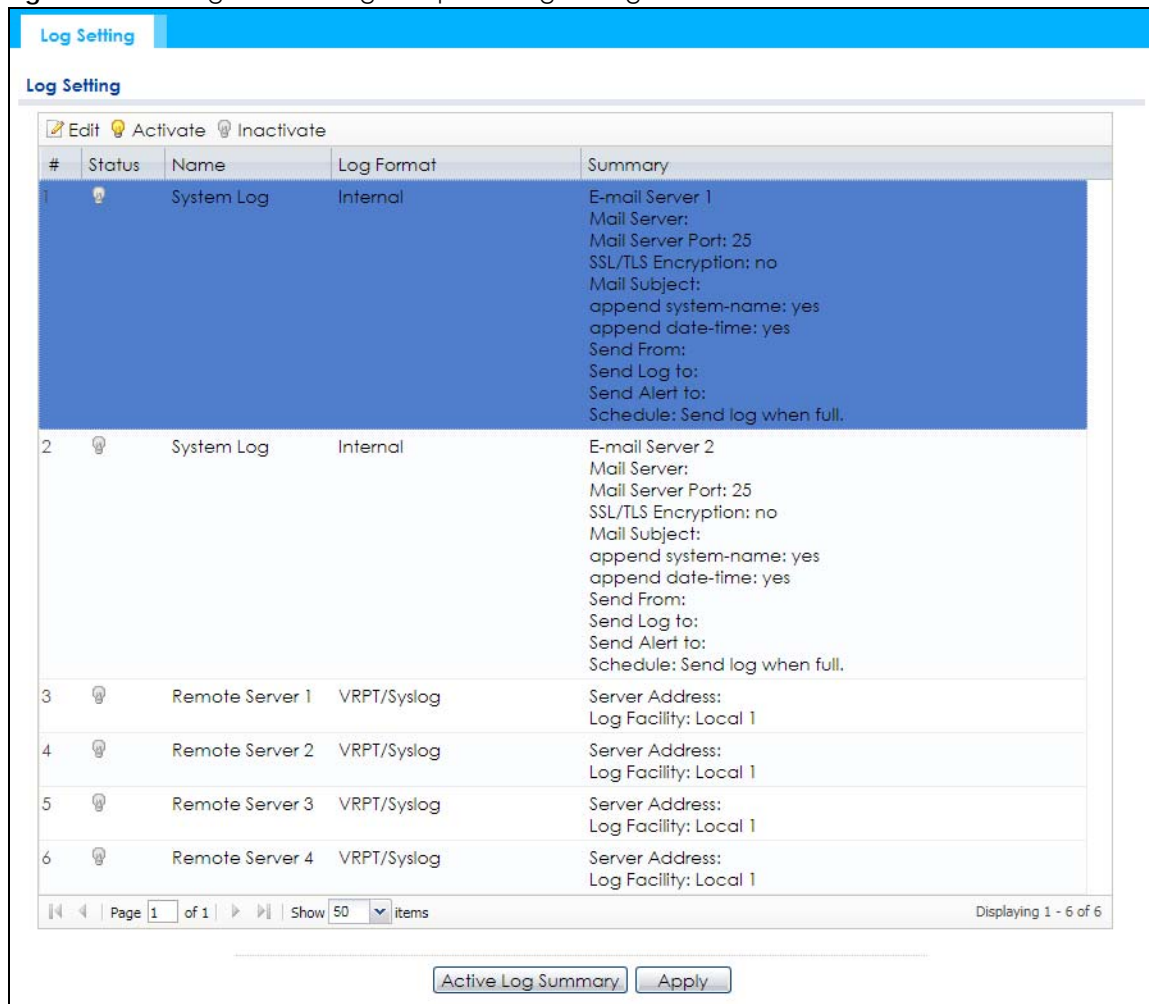 Log Setting
Log Setting
Edit Activate Inactivate
# Status Name Log Format Summary
1 System Log Internal E-mail Server 1
Mail Server:
Mail Server Port: 25
SSL/TLS Encryption: no
Mail Subject:
append system-name: yes
append date-time: yes
Send From:
Send Log to:
Send Alert to:
Schedule: Send log when full.
2 System Log Internal E-mail Server 2
Mail Server:
Mail Server Port: 25
SSL/TLS Encryption: no
Mail Subject:
append system-name: yes
append date-time: yes
Send From:
Send Log to:
Send Alert to:
Schedule: Send log when full.
3 Remote Server 1 VRPT/Syslog Server Address:
Log Facility: Local 1
4 Remote Server 2 VRPT/Syslog Server Address:
Log Facility: Local 1
5 Remote Server 3 VRPT/Syslog Server Address:
Log Facility: Local 1
6 Remote Server 4 VRPT/Syslog Server Address:
Log Facility: Local 1
Page 1 of 1 Show 50 items Displaying 1 - 6 of 6
Active Log Summary Apply